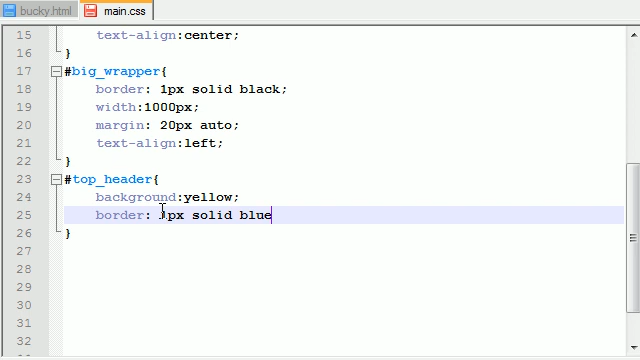 bucky.html main.css
15 text-align:center;
16 }
17 #big_wrapper{
18 border: 1px solid black;
19 width:1000px;
20 margin: 20px auto;
21 text-align:left;
22 }
23 #top_header{
24 background:yellow;
25 border: 1px solid blue
26 }
27
28
29
30
31
32